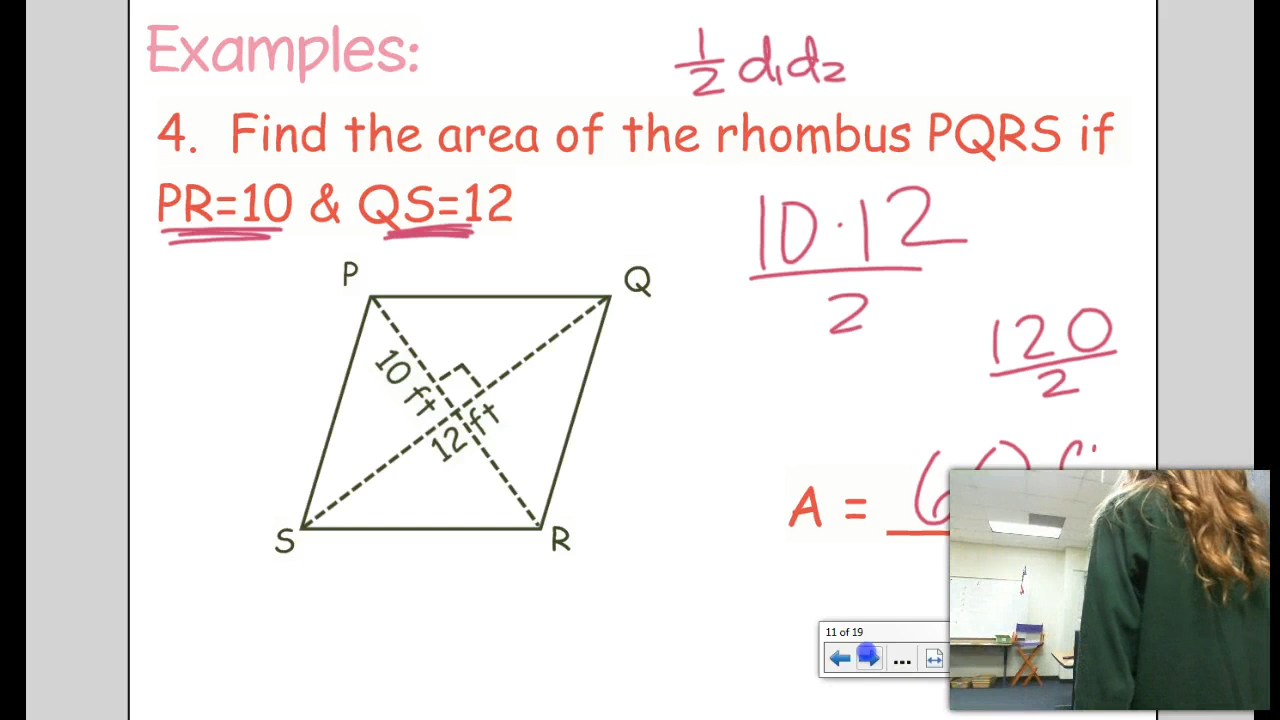 Examples:
½ d₁d₂
4. Find the area of the rhombus PQRS if
PR=10 & QS=12
10·12
2
P
Q
120
2
10 ft
12 ft
A =
S
R
11 of 19
...